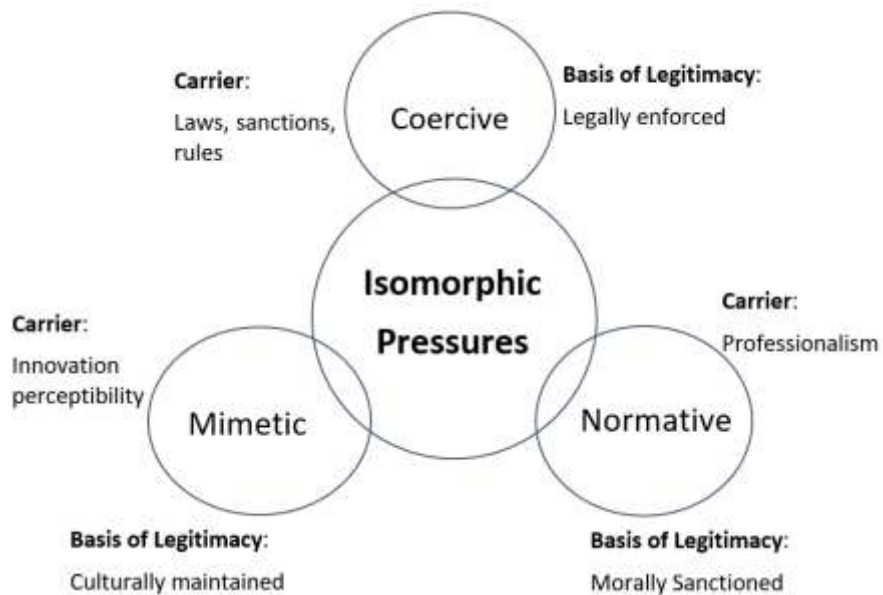 Carrier:
Laws, sanctions,
rules
Coercive
Basis of Legitimacy:
Legally enforced
Isomorphic
Pressures
Carrier:
Innovation
perceptibility
Mimetic
Basis of Legitimacy:
Culturally maintained
Carrier:
Professionalism
Normative
Basis of Legitimacy:
Morally Sanctioned